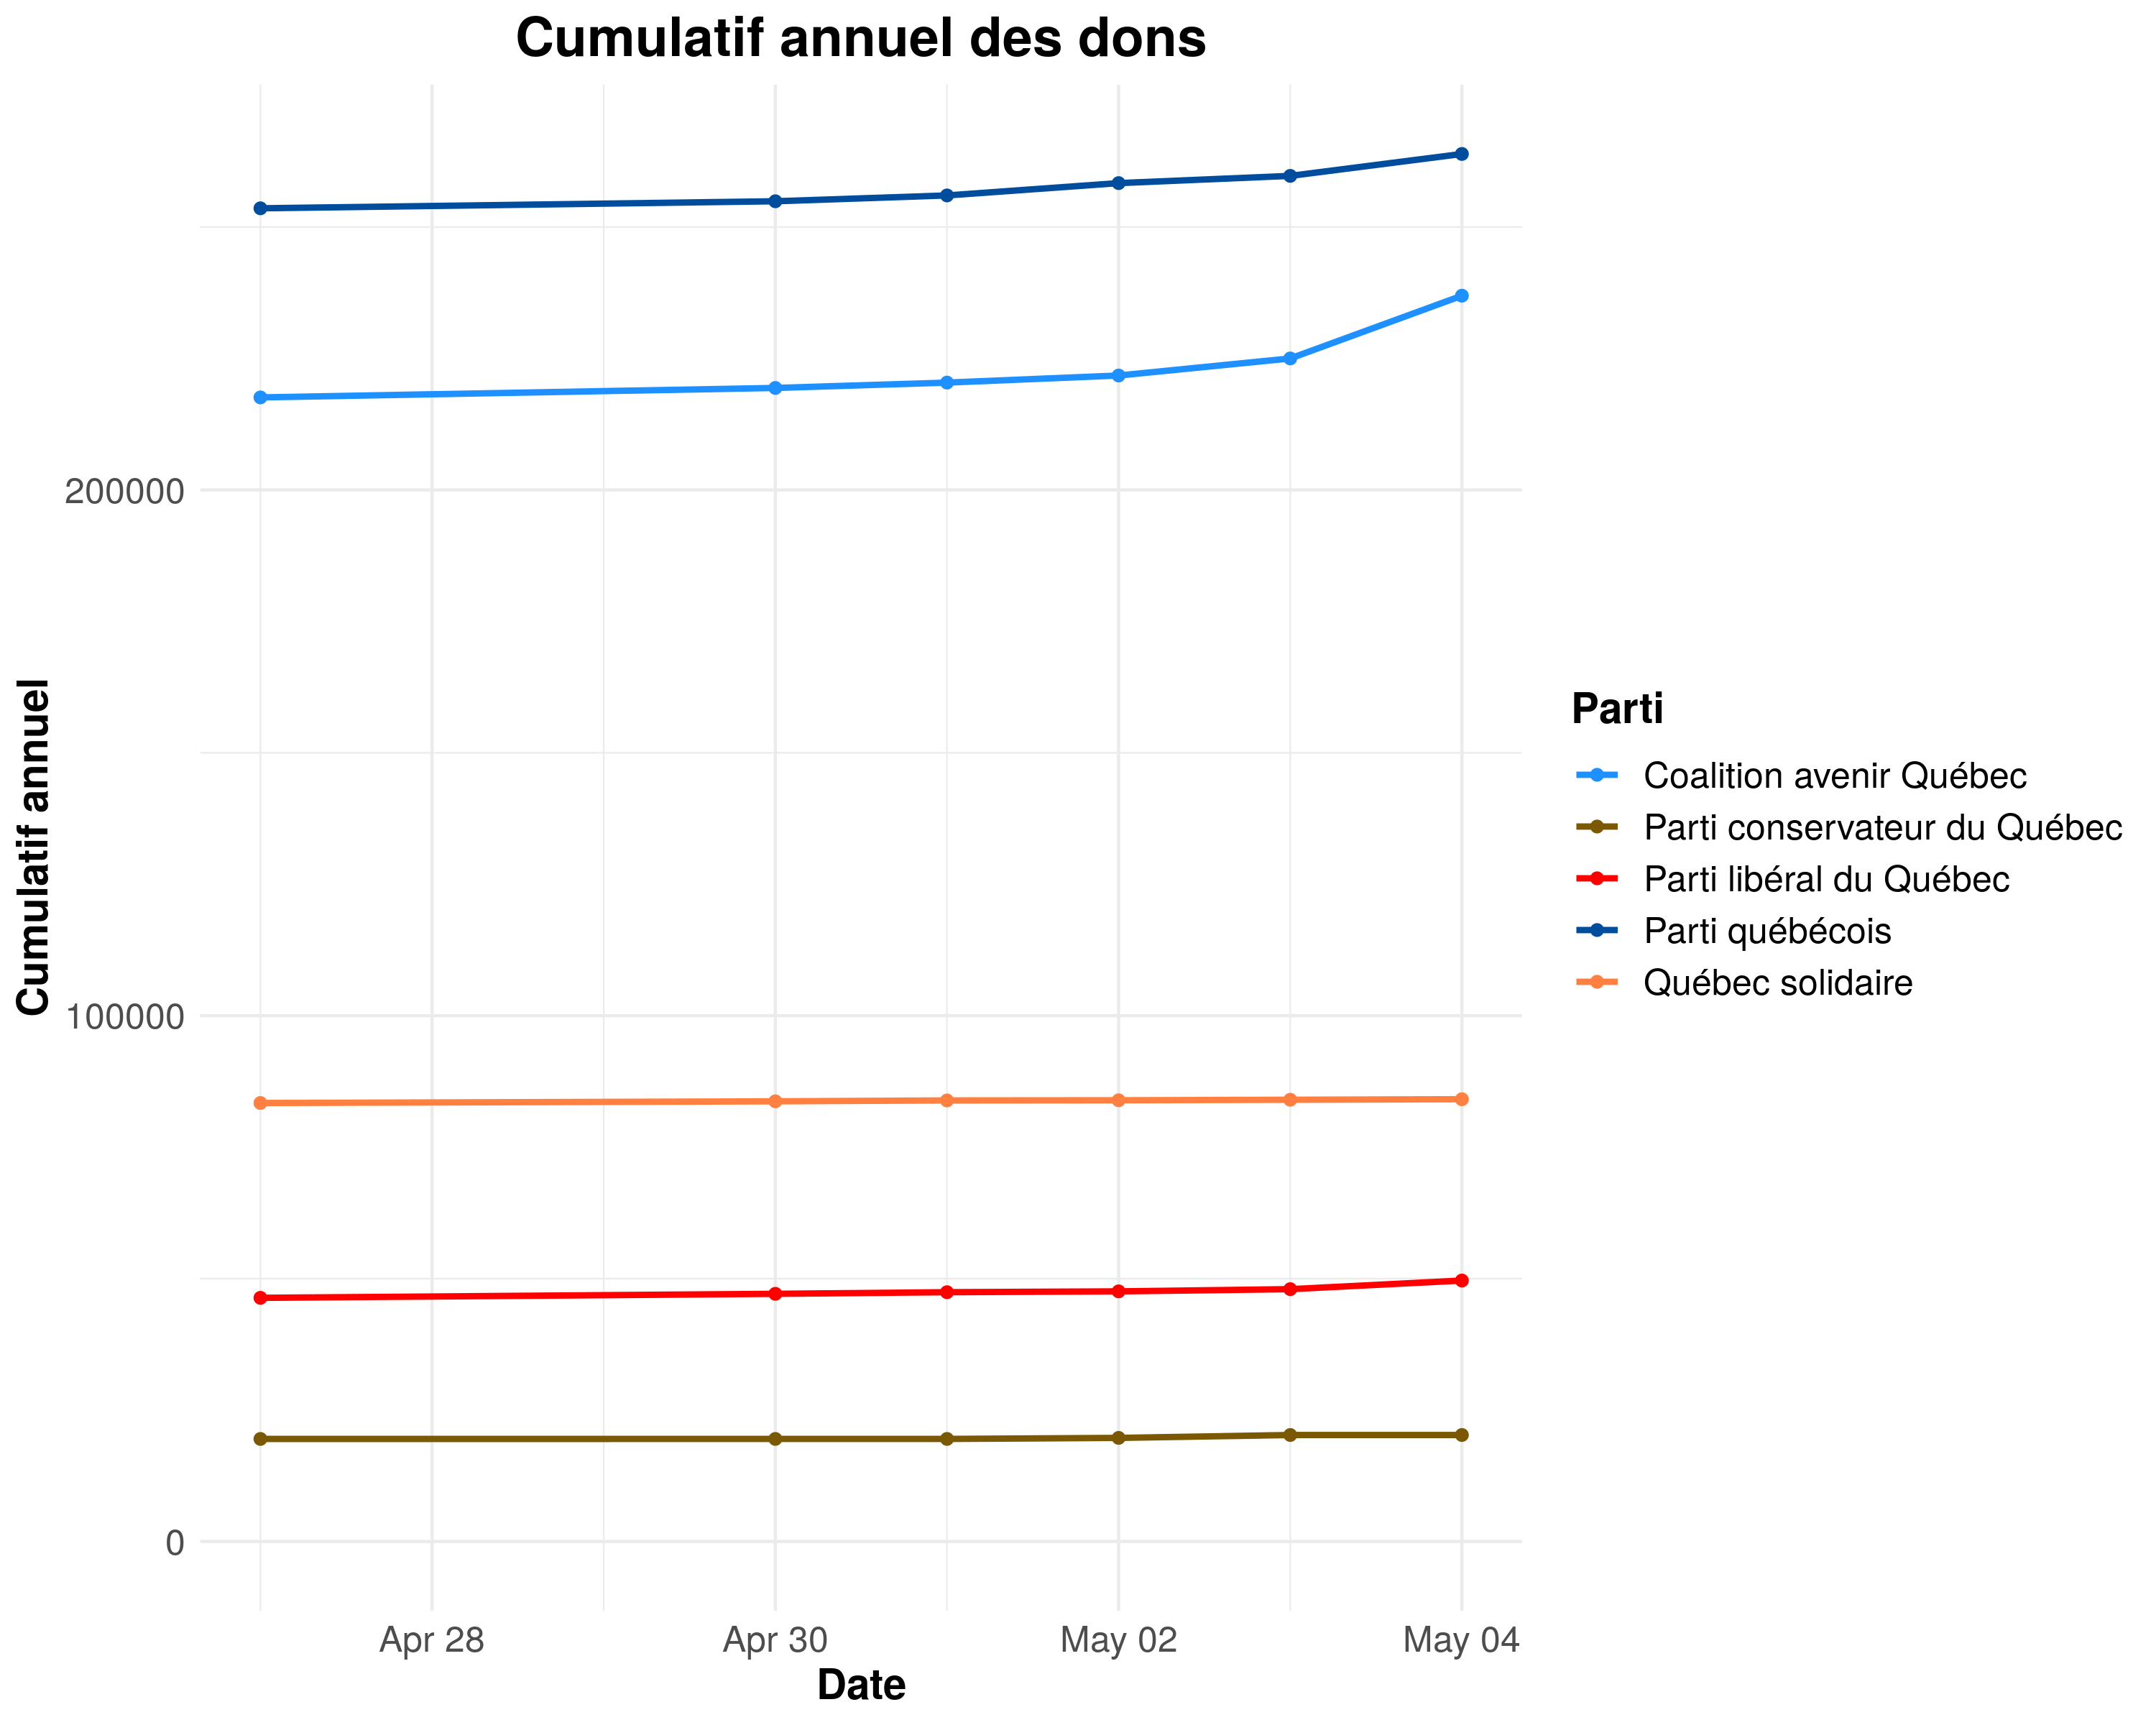 Cumulatif annuel des dons
Cumulatif annuel
200000
100000
0
Apr 28
Apr 30
May 02
May 04
Date
Parti
Coalition avenir Québec
Parti conservateur du Québec
Parti libéral du Québec
Parti québécois
Québec solidaire